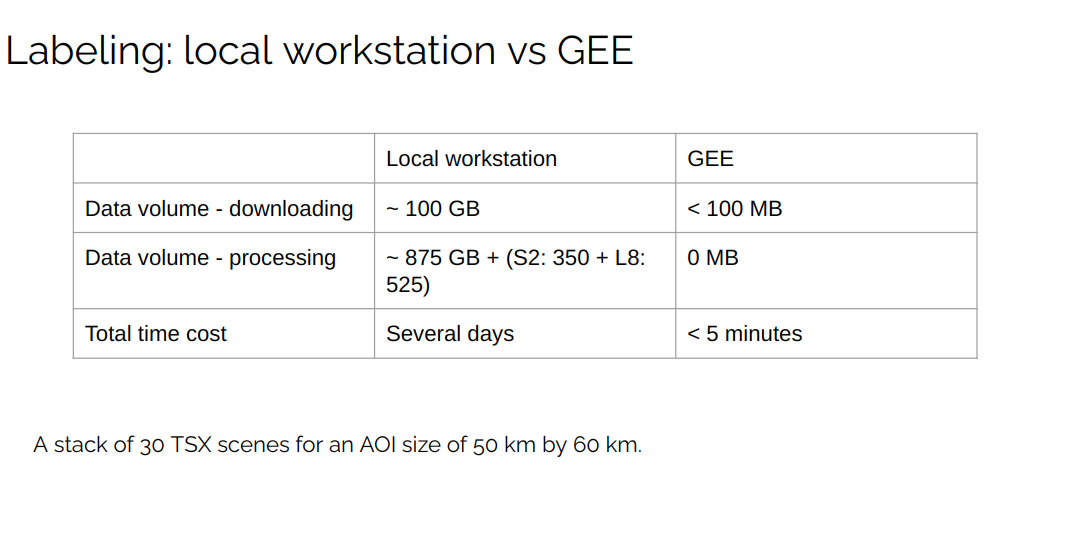 Labeling: local workstation vs GEE
Local workstation GEE
Data volume - downloading ~ 100 GB < 100 MB
Data volume - processing ~ 875 GB + (S2: 350 + L8: 0 MB
525)
Total time cost Several days < 5 minutes
A stack of 30 TSX scenes for an AOI size of 50 km by 60 km.